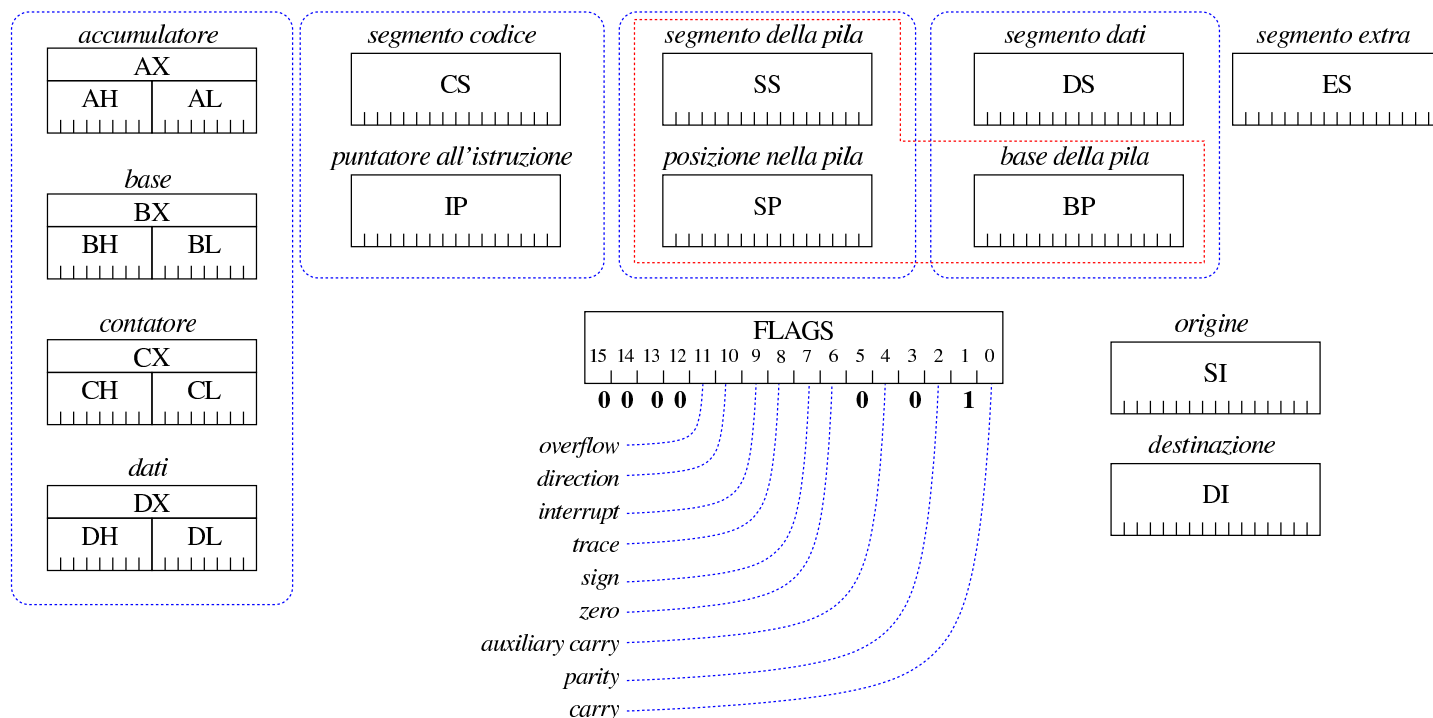 accumulatore
AX
AH AL
base
BX
BH BL
contatore
CX
CH CL
dati
DX
DH DL
segmento codice
CS
puntatore all'istruzione
IP
segmento della pila
SS
posizione nella pila
SP
segmento dati
DS
base della pila
BP
segmento extra
ES
FLAGS
15 14 13 12 11 10 9 8 7 6 5 4 3 2 1 0
0 0 0 0 0 0 1
overflow
direction
interrupt
trace
sign
zero
auxiliary carry
parity
carry
origine
SI
destinazione
DI